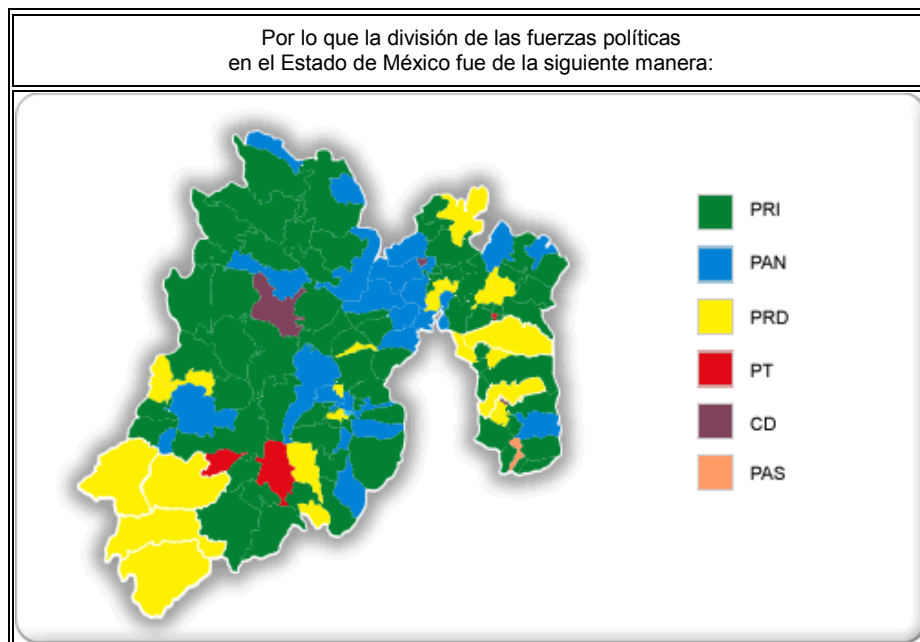 Por lo que la división de las fuerzas políticas
en el Estado de México fue de la siguiente manera:
PRI
PAN
PRD
PT
CD
PAS